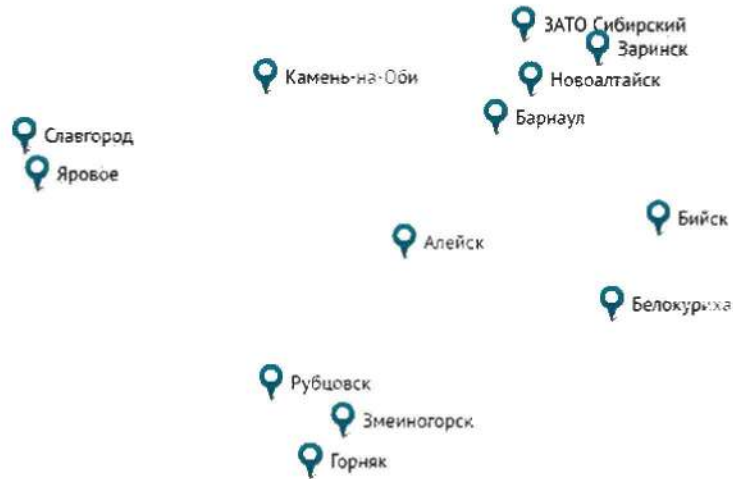 ЗАТО Сибирский
Заринск
Камень-на-Оби
Новоалтайск
Барнаул
Славгород
Яровое
Бийск
Алейск
Белокуриха
Рубцовск
Змеиногорск
Горняк